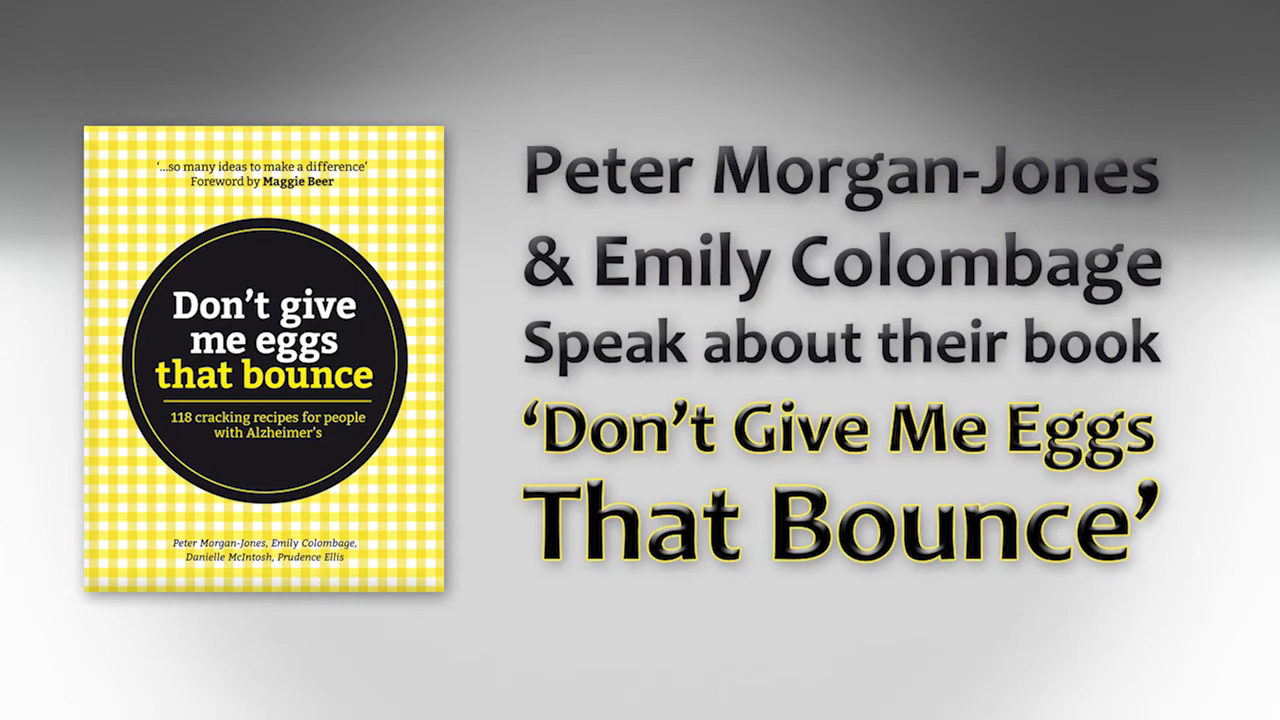 ‘...so many ideas to make a difference’
Foreword by Maggie Beer
Don’t give
me eggs
that bounce
118 cracking recipes for people
with Alzheimer’s
Peter Morgan-Jones, Emily Colombage,
Danielle McIntosh, Prudence Ellis
Peter Morgan-Jones
& Emily Colombage
Speak about their book
‘Don’t Give Me Eggs
That Bounce’